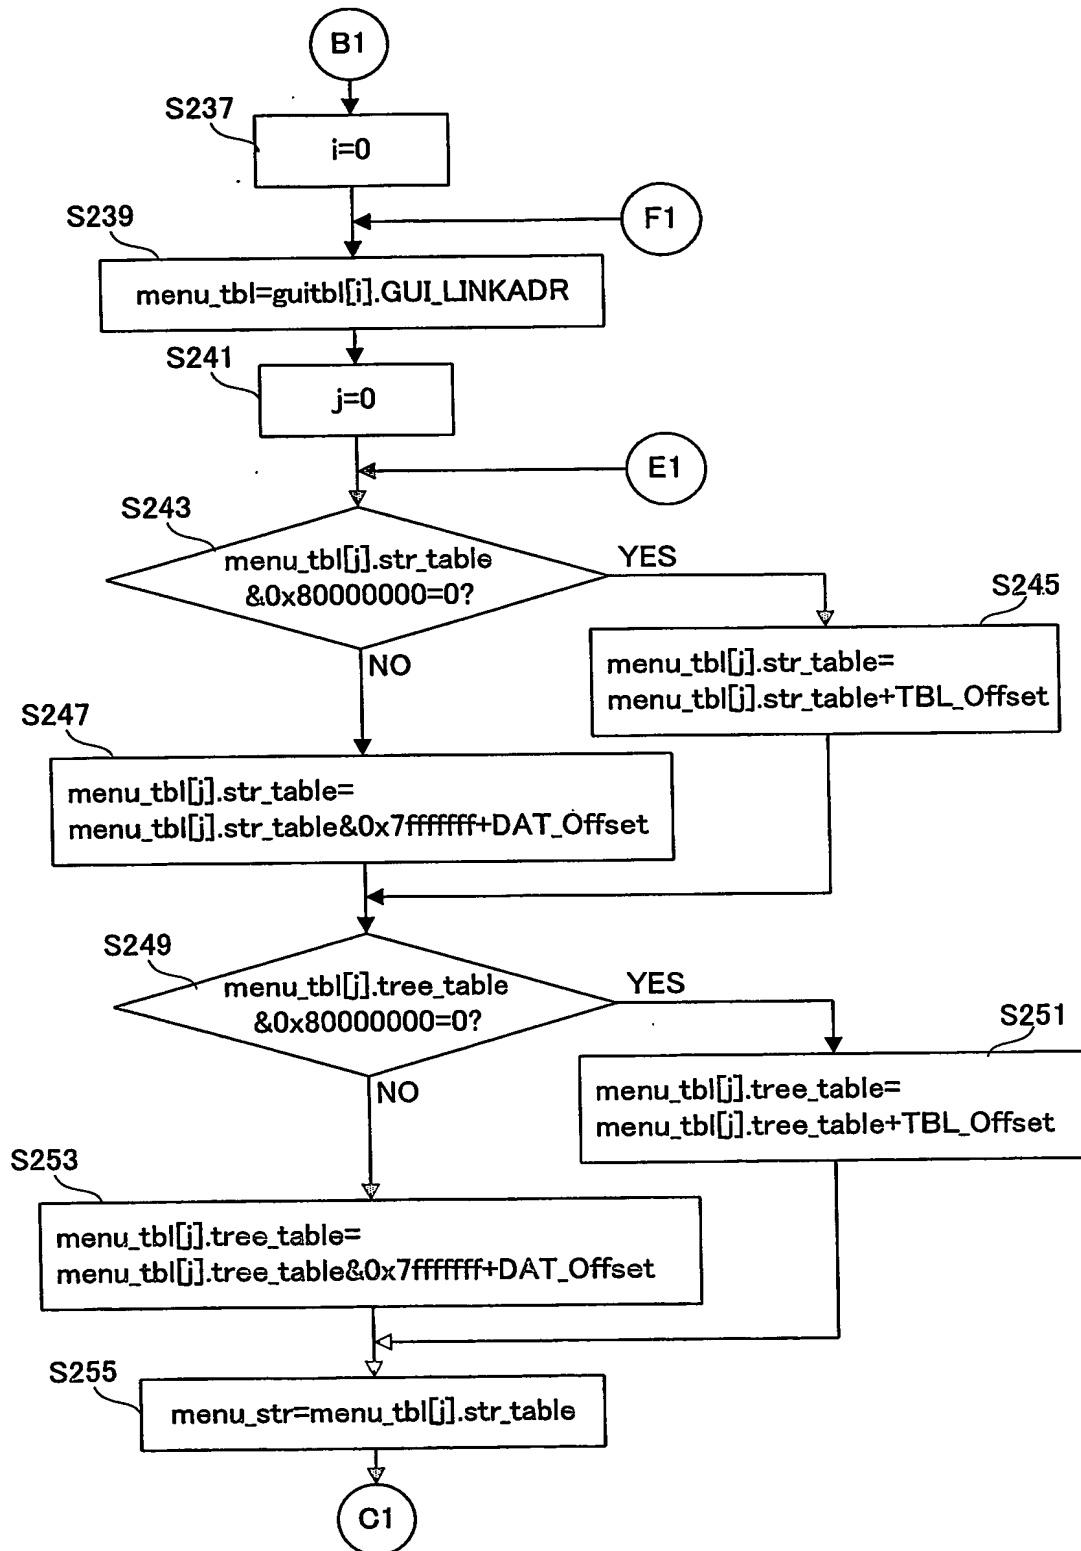 B1
S237
i=0
F1
S239
menu_tbl=guitbl[i].GUI_LINKADR
S241
j=0
E1
S243
menu_tbl[j].str_table
&0x80000000=0?
YES
NO
S245
menu_tbl[j].str_table=
menu_tbl[j].str_table+TBL_Offset
S247
menu_tbl[j].str_table=
menu_tbl[j].str_table&0x7fffffff+DAT_Offset
S249
menu_tbl[j].tree_table
&0x80000000=0?
YES
NO
S251
menu_tbl[j].tree_table=
menu_tbl[j].tree_table+TBL_Offset
S253
menu_tbl[j].tree_table=
menu_tbl[j].tree_table&0x7fffffff+DAT_Offset
S255
menu_str=menu_tbl[j].str_table
C1